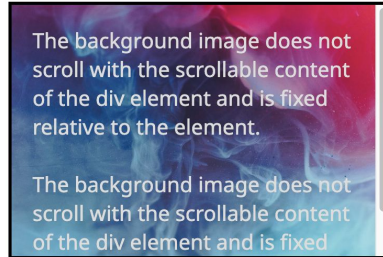 The background image does not
scroll with the scrollable content
of the div element and is fixed
relative to the element.
The background image does not
scroll with the scrollable content
of the div element and is fixed